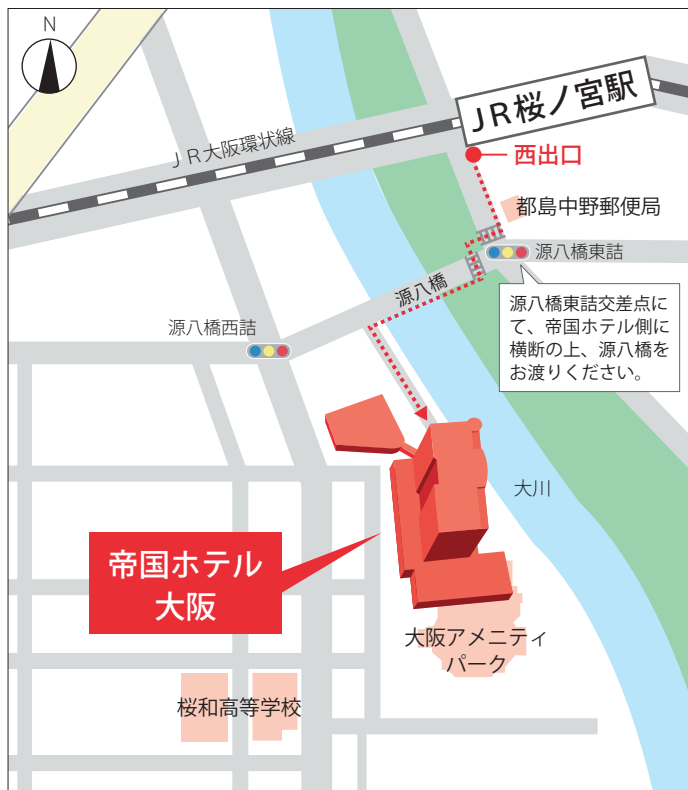 N
JR桜ノ宮駅
JR大阪環状線
西出口
都島中野郵便局
源八橋東詰
源八橋
源八橋東詰交差点に
て、帝国ホテル側に
横断の上、源八橋を
お渡りください。
源八橋西詰
大川
帝国ホテル
大阪
大阪アメニティ
パーク
桜和高等学校